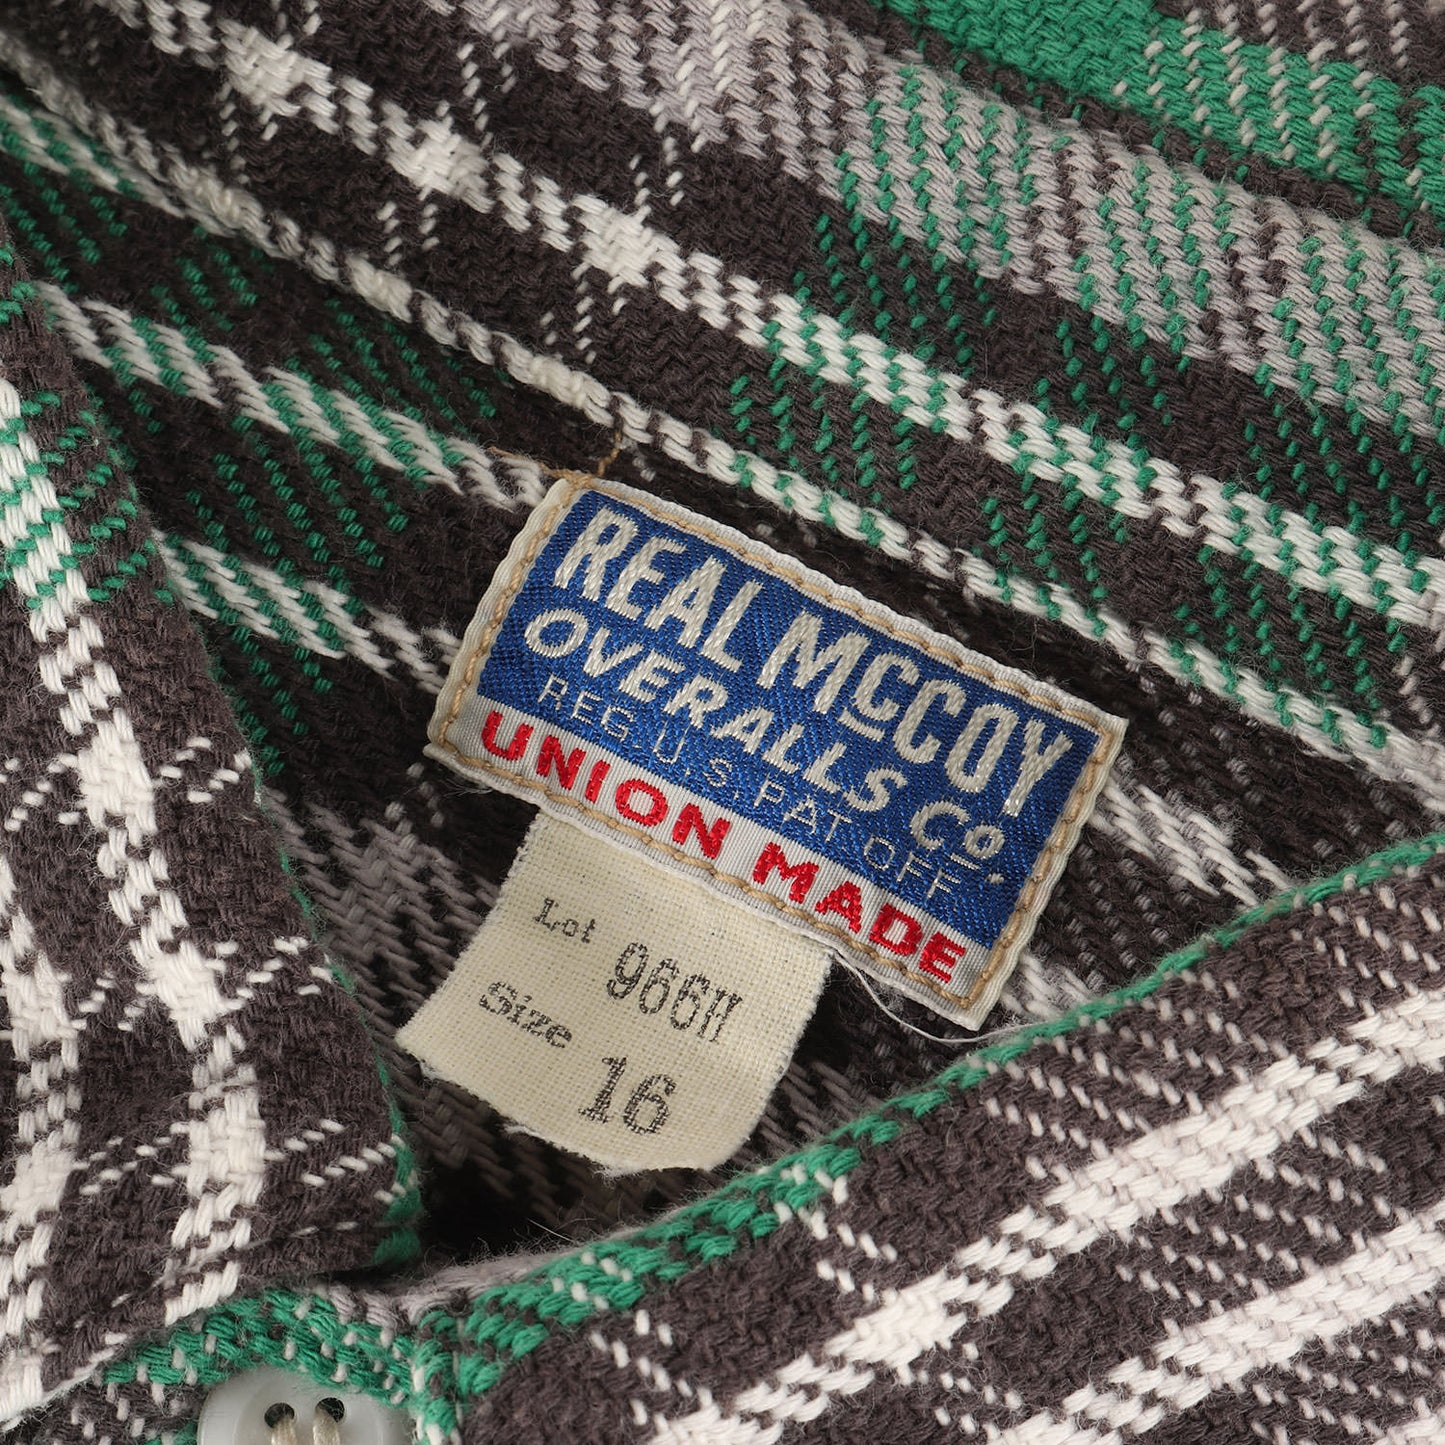 REAL McCOY
OVERALLS Co.
REG.U.S.PAT.OFF.
UNION MADE
Lot 966H
Size 16